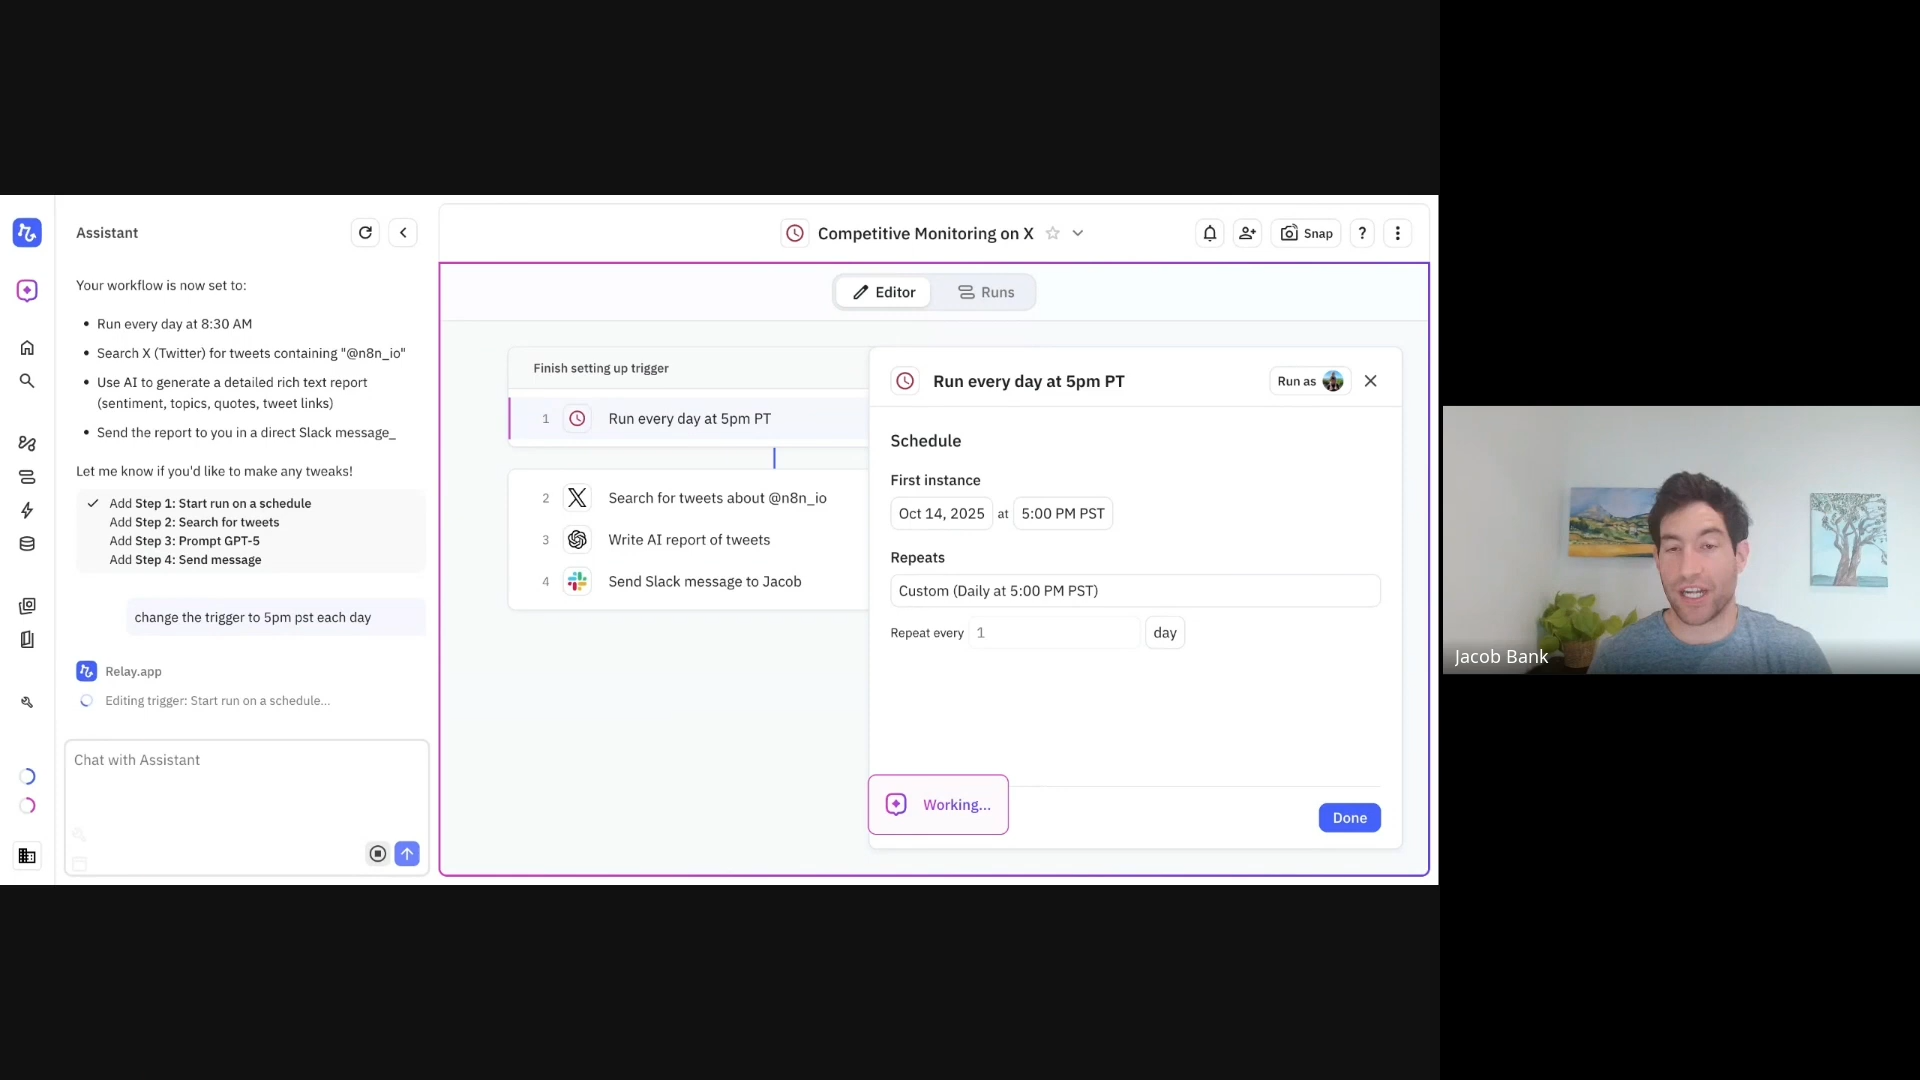 Assistant
Your workflow is now set to:
• Run every day at 8:30 AM
• Search X (Twitter) for tweets containing "@n8n_io"
• Use AI to generate a detailed rich text report
(sentiment, topics, quotes, tweet links)
• Send the report to you in a direct Slack message_
Let me know if you'd like to make any tweaks!
Add Step 1: Start run on a schedule
Add Step 2: Search for tweets
Add Step 3: Prompt GPT-5
Add Step 4: Send message
change the trigger to 5pm pst each day
Relay.app
Editing trigger: Start run on a schedule...
Chat with Assistant
Competitive Monitoring on X
Snap
?
Editor
Runs
Finish setting up trigger
1 Run every day at 5pm PT
2 Search for tweets about @n8n_io
3 Write AI report of tweets
4 Send Slack message to Jacob
Run every day at 5pm PT
Run as
Schedule
First instance
Oct 14, 2025 at 5:00 PM PST
Repeats
Custom (Daily at 5:00 PM PST)
Repeat every 1 day
Working...
Done
Jacob Bank